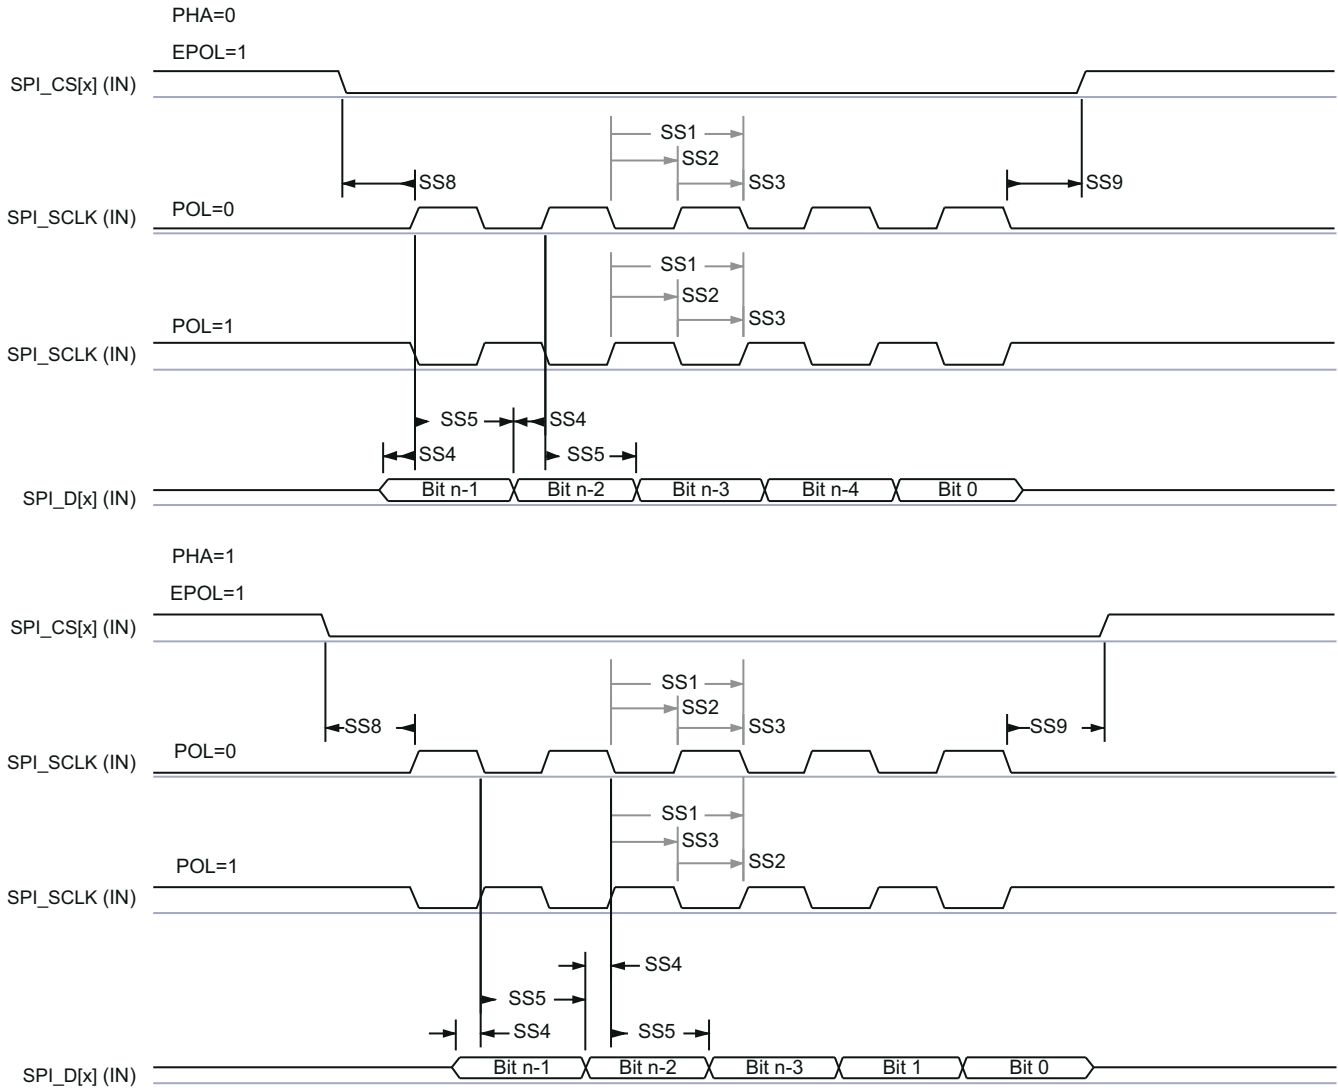 PHA=0
EPOL=1
SPI_CS[x] (IN)
SS1
SS2
SS8
SS3
SS9
POL=0
SPI_SCLK (IN)
SS1
SS2
SS3
POL=1
SPI_SCLK (IN)
SS5
SS4
SS4
SS5
Bit n-1
Bit n-2
Bit n-3
Bit n-4
Bit 0
SPI_D[x] (IN)
PHA=1
EPOL=1
SPI_CS[x] (IN)
SS1
SS2
SS8
SS3
SS9
POL=0
SPI_SCLK (IN)
SS1
SS3
SS2
POL=1
SPI_SCLK (IN)
SS4
SS5
SS4
SS5
Bit n-1
Bit n-2
Bit n-3
Bit 1
Bit 0
SPI_D[x] (IN)